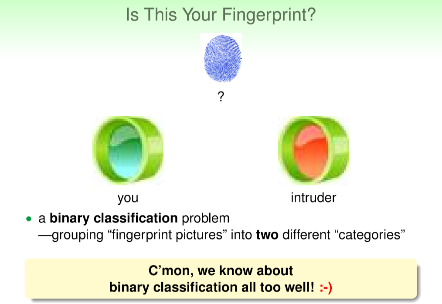 Is This Your Fingerprint?
?
you
intruder
• a binary classification problem
—grouping “fingerprint pictures” into two different “categories”
C’mon, we know about
binary classification all too well! :-)